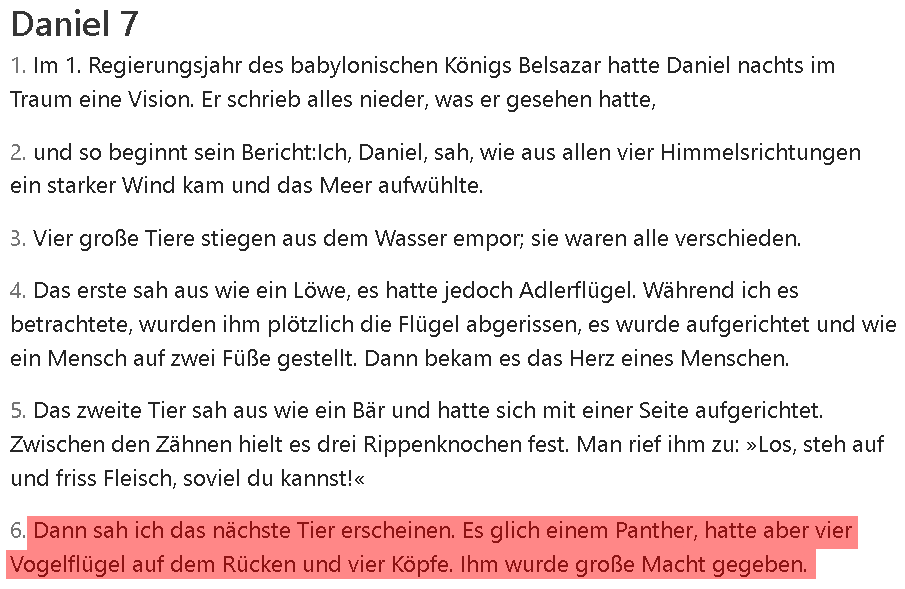 Daniel 7
1. Im 1. Regierungsjahr des babylonischen Königs Belsazar hatte Daniel nachts im
Traum eine Vision. Er schrieb alles nieder, was er gesehen hatte,
2. und so beginnt sein Bericht:Ich, Daniel, sah, wie aus allen vier Himmelsrichtungen
ein starker Wind kam und das Meer aufwühlte.
3. Vier große Tiere stiegen aus dem Wasser empor; sie waren alle verschieden.
4. Das erste sah aus wie ein Löwe, es hatte jedoch Adlerflügel. Während ich es
betrachtete, wurden ihm plötzlich die Flügel abgerissen, es wurde aufgerichtet und wie
ein Mensch auf zwei Füße gestellt. Dann bekam es das Herz eines Menschen.
5. Das zweite Tier sah aus wie ein Bär und hatte sich mit einer Seite aufgerichtet.
Zwischen den Zähnen hielt es drei Rippenknochen fest. Man rief ihm zu: »Los, steh auf
und friss Fleisch, soviel du kannst!«
6. Dann sah ich das nächste Tier erscheinen. Es glich einem Panther, hatte aber vier
Vogelflügel auf dem Rücken und vier Köpfe. Ihm wurde große Macht gegeben.